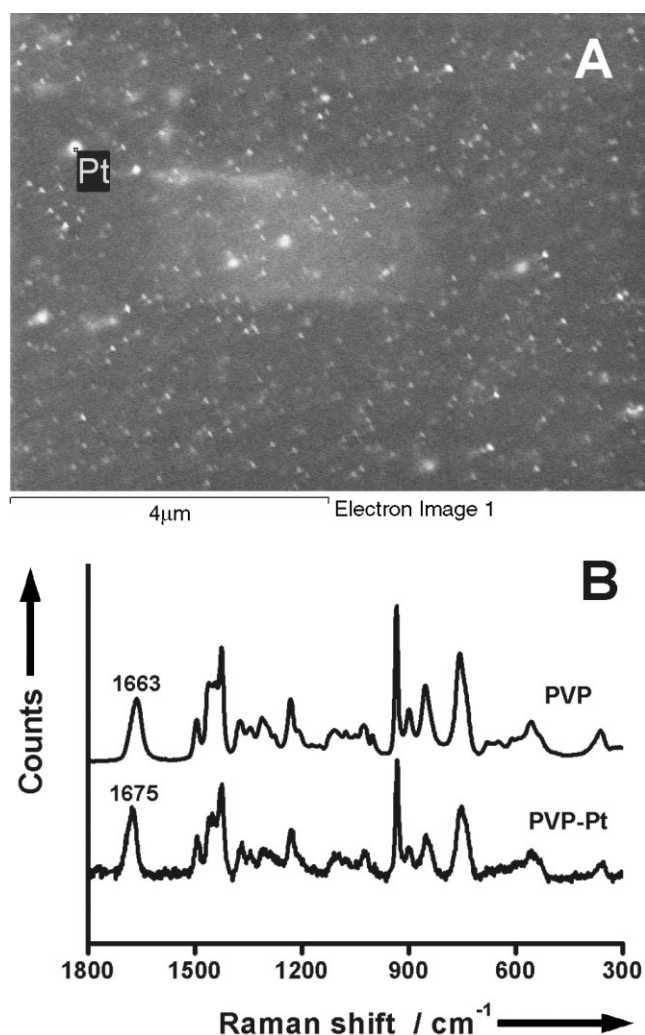 A
Pt
4μm
Electron Image 1
B
Counts
1663
PVP
1675
PVP-Pt
1800 1500 1200 900 600 300
Raman shift / cm⁻¹